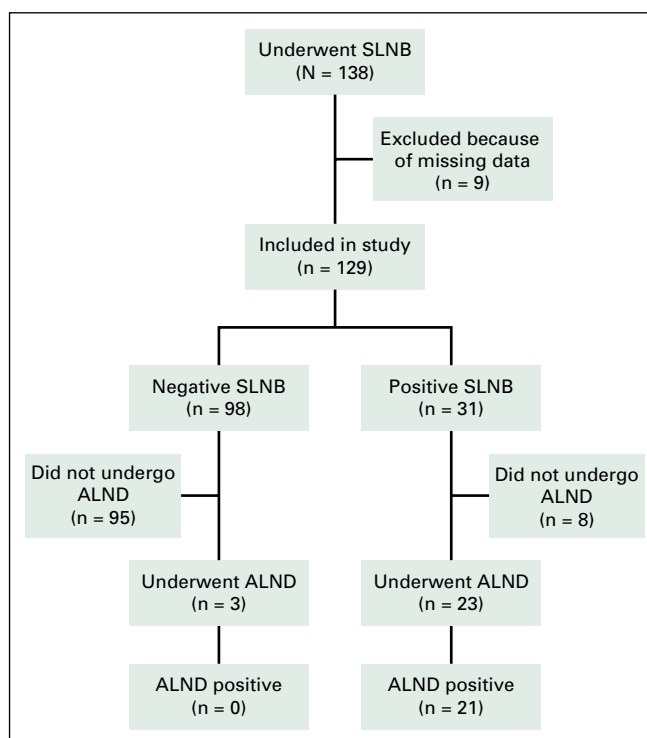 Underwent SLNB
(N = 138)
Excluded because
of missing data
(n = 9)
Included in study
(n = 129)
Negative SLNB
(n = 98)
Positive SLNB
(n = 31)
Did not undergo
ALND
(n = 95)
Did not undergo
ALND
(n = 8)
Underwent ALND
(n = 3)
Underwent ALND
(n = 23)
ALND positive
(n = 0)
ALND positive
(n = 21)